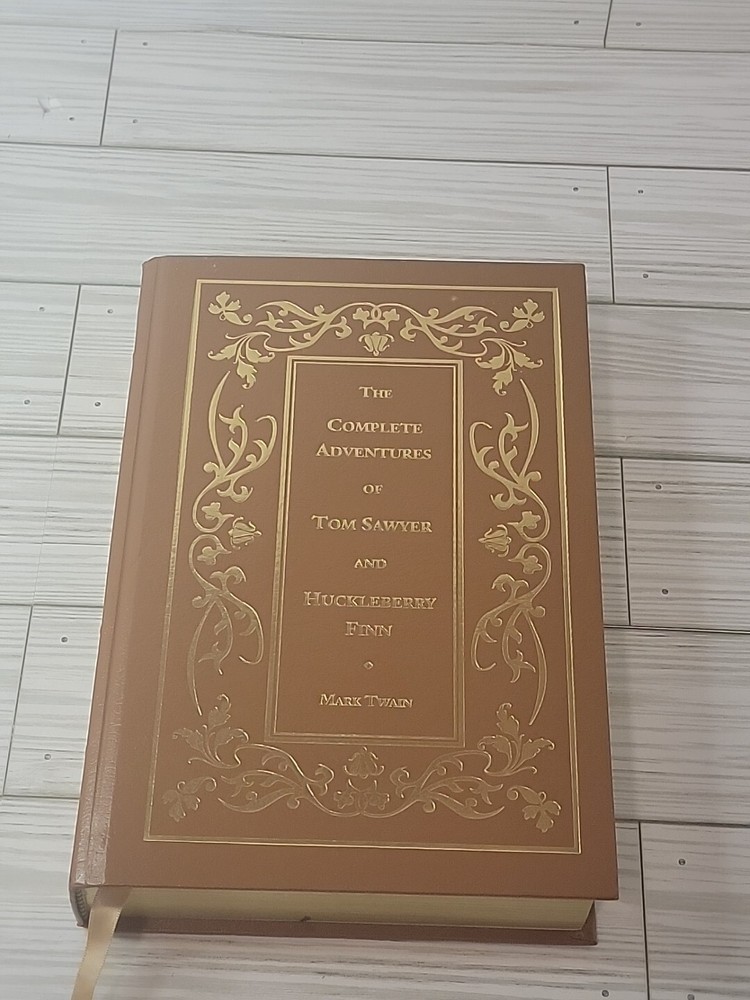 THE
COMPLETE
ADVENTURES
OF
TOM SAWYER
AND
HUCKLEBERRY
FINN
MARK TWAIN